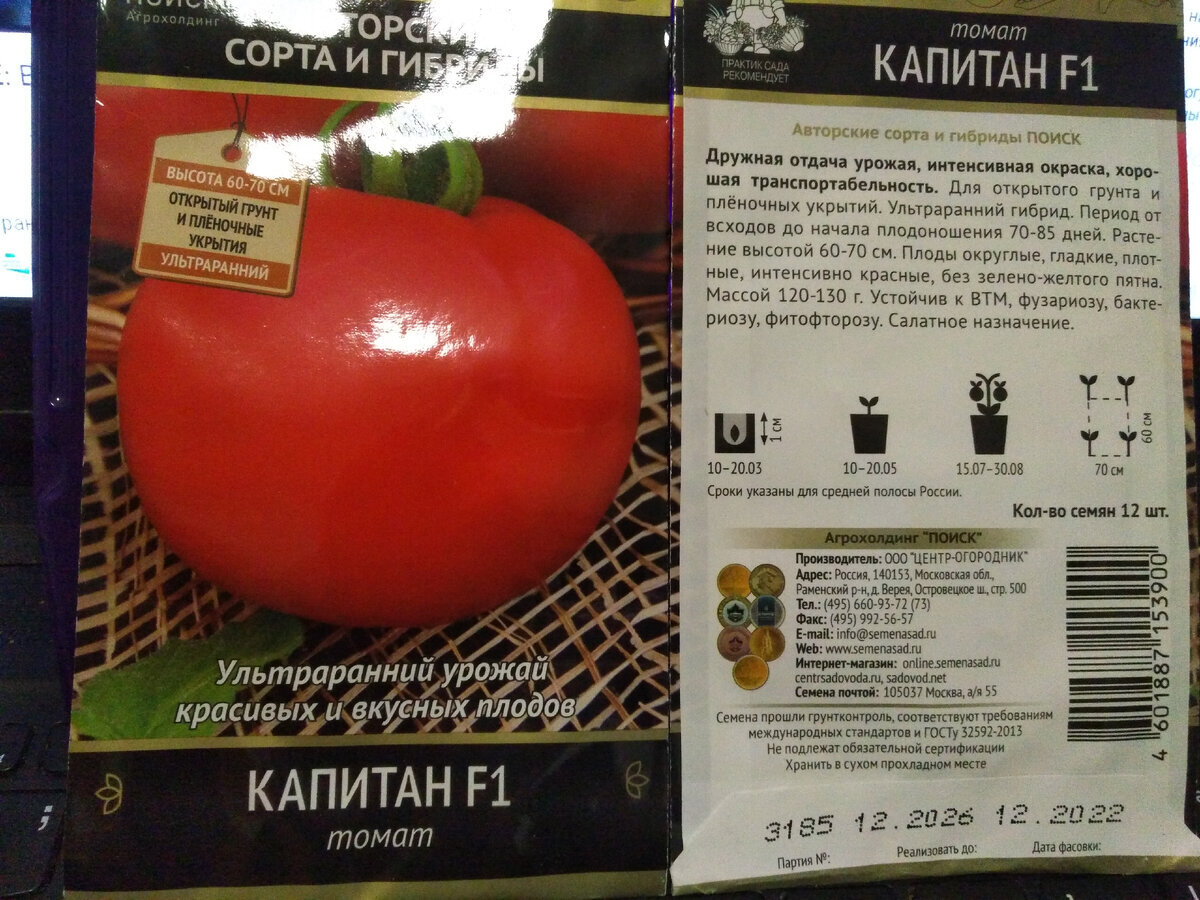 Агрохолдинг
СОРТА И ГИБРИДЫ
ВЫСОТА 60-70 СМ
ОТКРЫТЫЙ ГРУНТ
И ПЛЁНОЧНЫЕ
УКРЫТИЯ
УЛЬТРАРАННИЙ
Ультраранний урожай
красивых и вкусных плодов
КАПИТАН F1
томат
ПРАКТИК САДА
РЕКОМЕНДУЕТ
томат
КАПИТАН F1
Авторские сорта и гибриды ПОИСК
Дружная отдача урожая, интенсивная окраска, хоро-
шая транспортабельность. Для открытого грунта и
плёночных укрытий. Ультраранний гибрид. Период от
всходов до начала плодоношения 70-85 дней. Расте-
ние высотой 60-70 см. Плоды округлые, гладкие, плот-
ные, интенсивно красные, без зелено-желтого пятна.
Массой 120-130 г. Устойчив к ВТМ, фузариозу, бакте-
риозу, фитофторозу. Салатное назначение.
1 см
60 см
10–20.03
10–20.05
15.07–30.08
70 см
Сроки указаны для средней полосы России.
Кол-во семян 12 шт.
Агрохолдинг "ПОИСК"
Производитель: ООО "ЦЕНТР-ОГОРОДНИК"
Адрес: Россия, 140153, Московская обл.,
Раменский р-н, д. Верея, Островецкое ш., стр. 500
Тел.: (495) 660-93-72 (73)
Факс: (495) 992-56-57
E-mail: info@semenasad.ru
Web: www.semenasad.ru
Интернет-магазин: online.semenasad.ru
centrsadovoda.ru, sadovod.net
Семена почтой: 105037 Москва, а/я 55
4 601887 153900
Семена прошли грунтконтроль, соответствуют требованиям
международных стандартов и ГОСТу 32592-2013
Не подлежат обязательной сертификации
Хранить в сухом прохладном месте
3185 12.2026 12.2022
Партия №: Реализовать до: Дата фасовки: